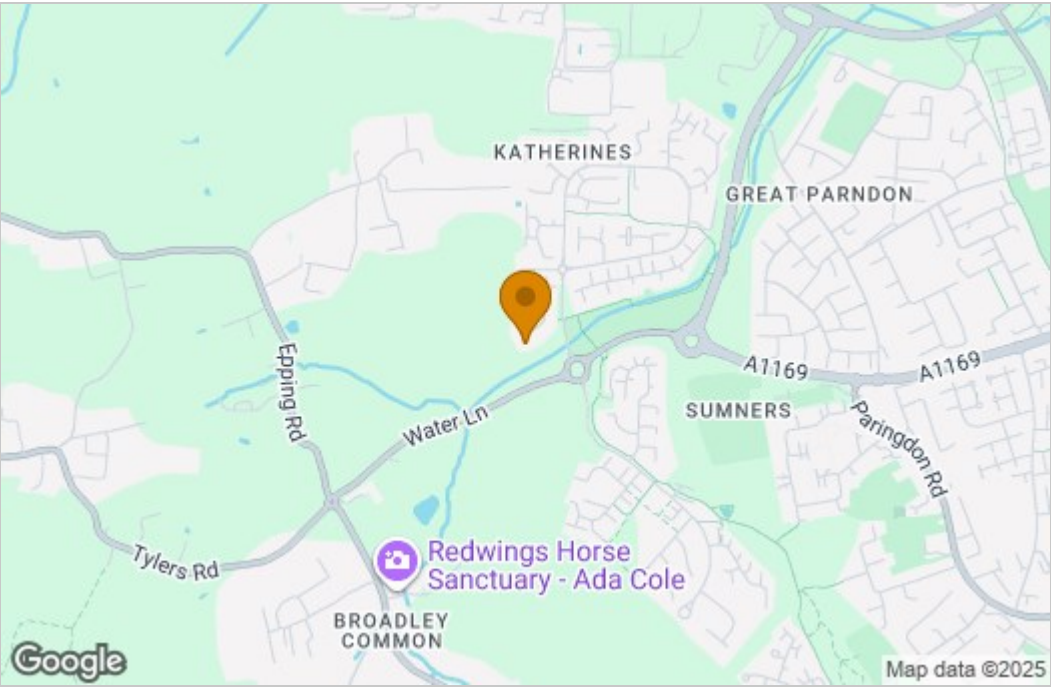 KATHERINES
GREAT PARNDON
Epping Rd
A1169
A1169
Water Ln
SUMNERS
Paringdon Rd
Tylers Rd
Redwings Horse
Sanctuary - Ada Cole
BROADLEY
COMMON
Google
Map data ©2025